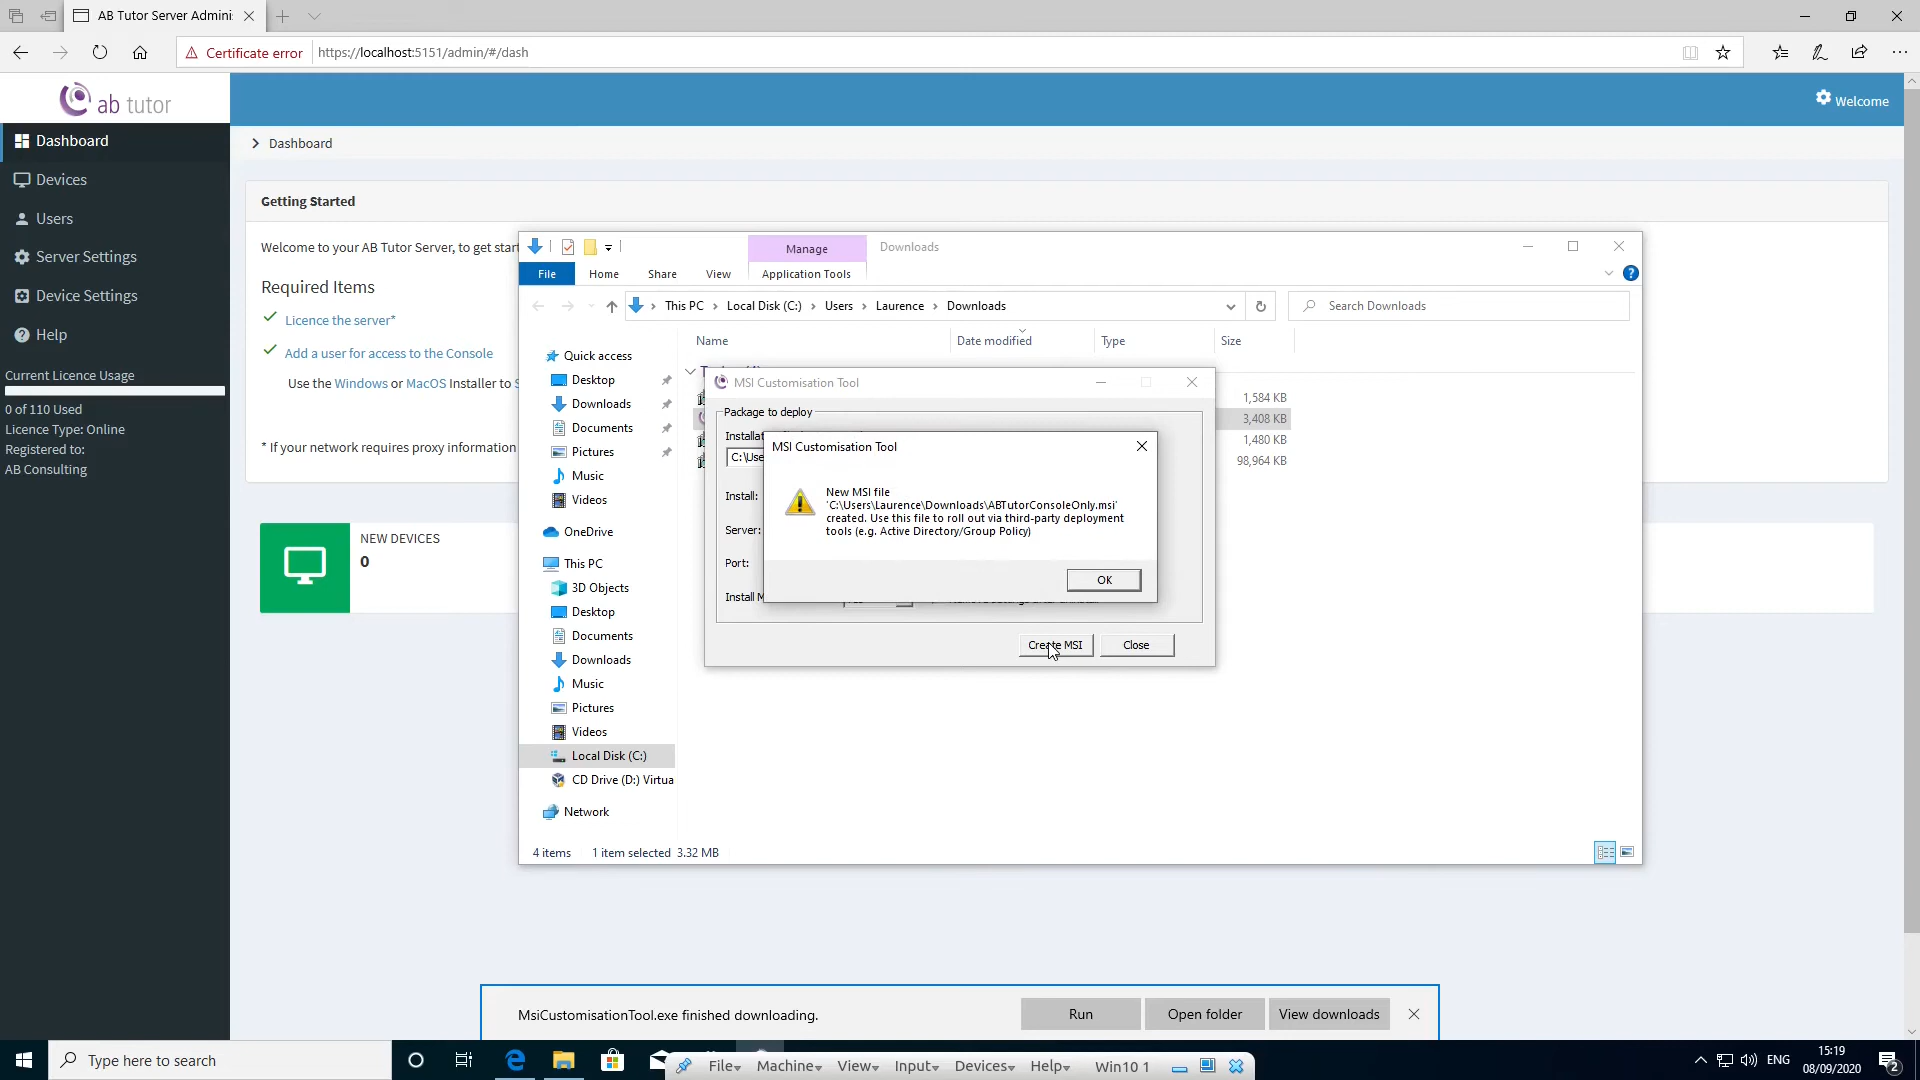 AB Tutor Server Admini
Certificate error
https://localhost:5151/admin/#/dash
ab tutor
Welcome
Dashboard
Devices
Users
Server Settings
Device Settings
Help
Current Licence Usage
0 of 110 Used
Licence Type: Online
Registered to:
AB Consulting
Dashboard
Getting Started
Welcome to your AB Tutor Server, to get start
Required Items
Licence the server*
Add a user for access to the Console
Use the Windows or MacOS Installer to S
* If your network requires proxy information
NEW DEVICES
0
Manage
Downloads
File
Home
Share
View
Application Tools
This PC
Local Disk (C:)
Users
Laurence
Downloads
Search Downloads
Name
Date modified
Type
Size
Quick access
Desktop
Downloads
Documents
Pictures
Music
Videos
OneDrive
This PC
3D Objects
Desktop
Documents
Downloads
Music
Pictures
Videos
Local Disk (C:)
CD Drive (D:) Virtua
Network
1,584 KB
3,408 KB
1,480 KB
98,964 KB
4 items
1 item selected 3.32 MB
MSI Customisation Tool
Package to deploy
Installat
C:\Use
Install:
Server:
Port:
Install M
Create MSI
Close
MSI Customisation Tool
New MSI file
'C:\Users\Laurence\Downloads\ABTutorConsoleOnly.msi'
created. Use this file to roll out via third-party deployment
tools (e.g. Active Directory/Group Policy)
OK
MsiCustomisationTool.exe finished downloading.
Run
Open folder
View downloads
Type here to search
File
Machine
View
Input
Devices
Help
Win10 1
ENG
15:19
08/09/2020
2